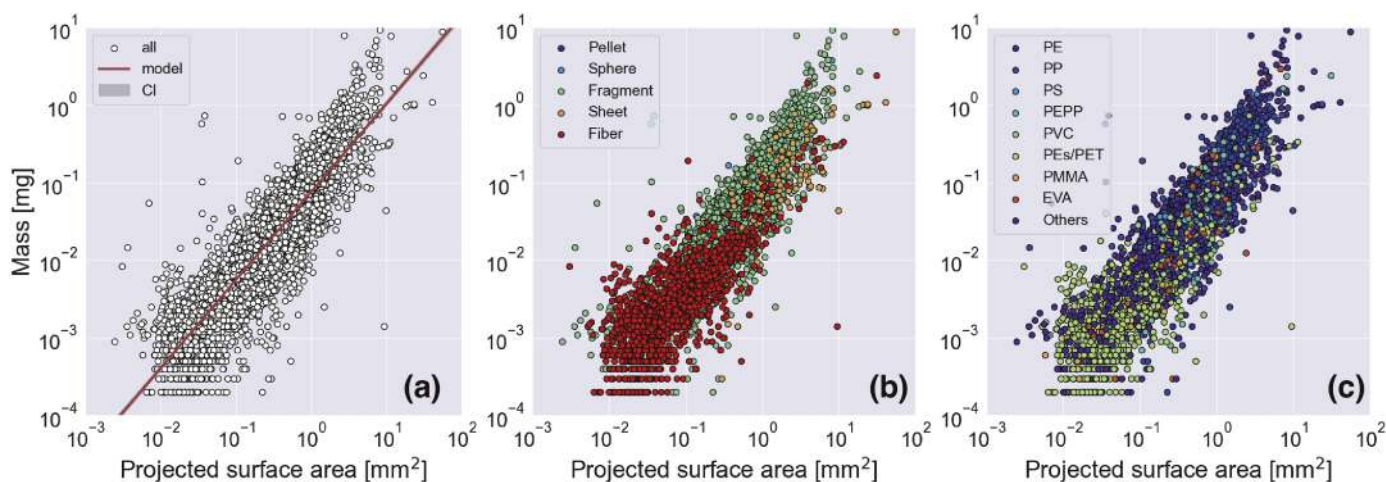 10¹
10⁰
10⁻¹
10⁻²
10⁻³
10⁻⁴
Mass [mg]
all
model
CI
(a)
10⁻³ 10⁻² 10⁻¹ 10⁰ 10¹ 10²
Projected surface area [mm²]
10¹
10⁰
10⁻¹
10⁻²
10⁻³
10⁻⁴
Pellet
Sphere
Fragment
Sheet
Fiber
(b)
10⁻³ 10⁻² 10⁻¹ 10⁰ 10¹ 10²
Projected surface area [mm²]
10¹
10⁰
10⁻¹
10⁻²
10⁻³
10⁻⁴
PE
PP
PS
PEPP
PVC
PEs/PET
PMMA
EVA
Others
(c)
10⁻³ 10⁻² 10⁻¹ 10⁰ 10¹ 10²
Projected surface area [mm²]